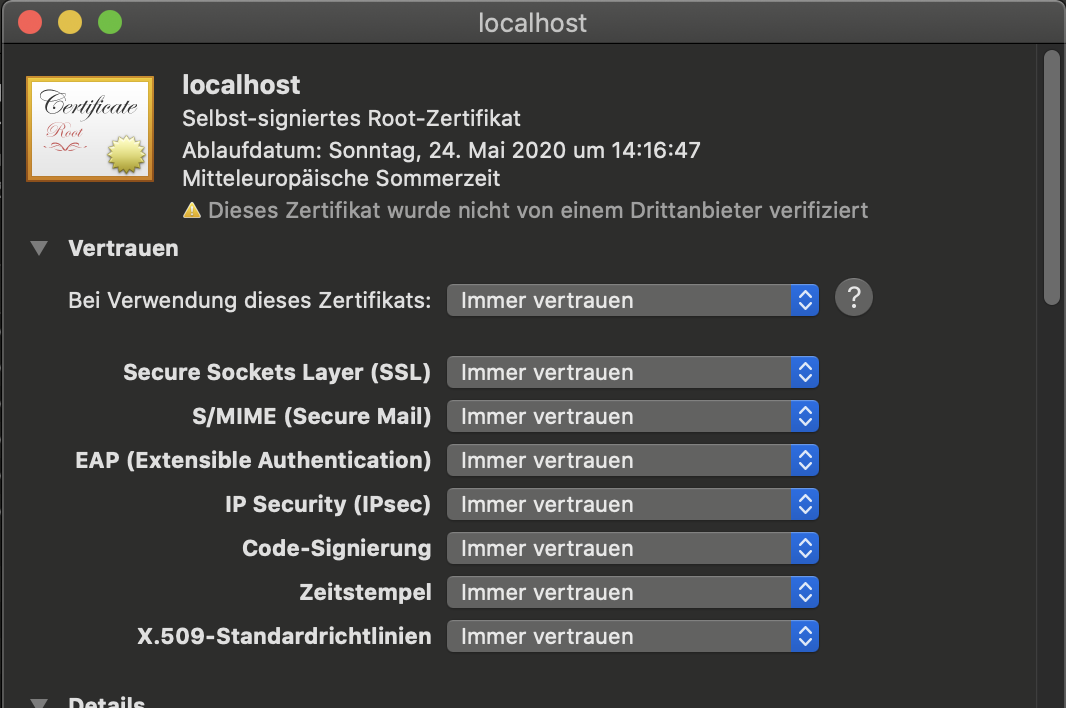 localhost
Certificate
Root
localhost
Selbst-signiertes Root-Zertifikat
Ablaufdatum: Sonntag, 24. Mai 2020 um 14:16:47
Mitteleuropäische Sommerzeit
Dieses Zertifikat wurde nicht von einem Drittanbieter verifiziert
Vertrauen
Bei Verwendung dieses Zertifikats: Immer vertrauen ?
Secure Sockets Layer (SSL) Immer vertrauen
S/MIME (Secure Mail) Immer vertrauen
EAP (Extensible Authentication) Immer vertrauen
IP Security (IPsec) Immer vertrauen
Code-Signierung Immer vertrauen
Zeitstempel Immer vertrauen
X.509-Standardrichtlinien Immer vertrauen
Details